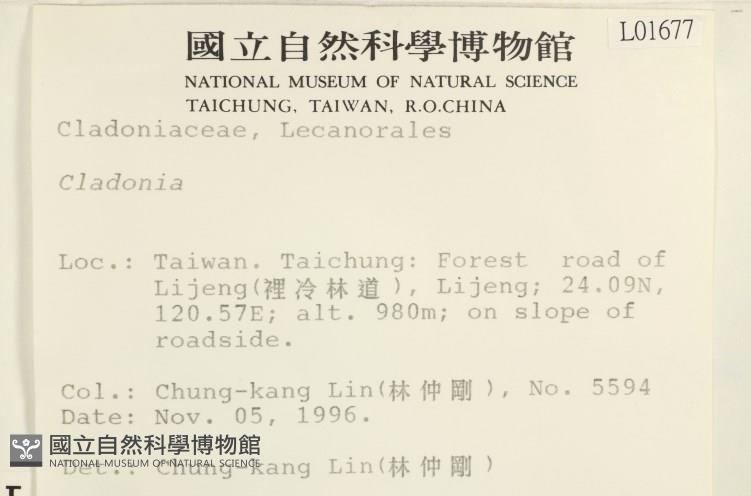 國立自然科學博物館
L01677
NATIONAL MUSEUM OF NATURAL SCIENCE
TAICHUNG, TAIWAN, R.O.CHINA
Cladoniaceae, Lecanorales
Cladonia
Loc.: Taiwan. Taichung: Forest road of
Lijeng(裡冷林道), Lijeng; 24.09N,
120.57E; alt. 980m; on slope of
roadside.
Col.: Chung-kang Lin(林仲剛), No. 5594
Date: Nov. 05, 1996.
國立自然科學博物館
NATIONAL MUSEUM OF NATURAL SCIENCE
Det.: Chung-kang Lin(林仲剛)